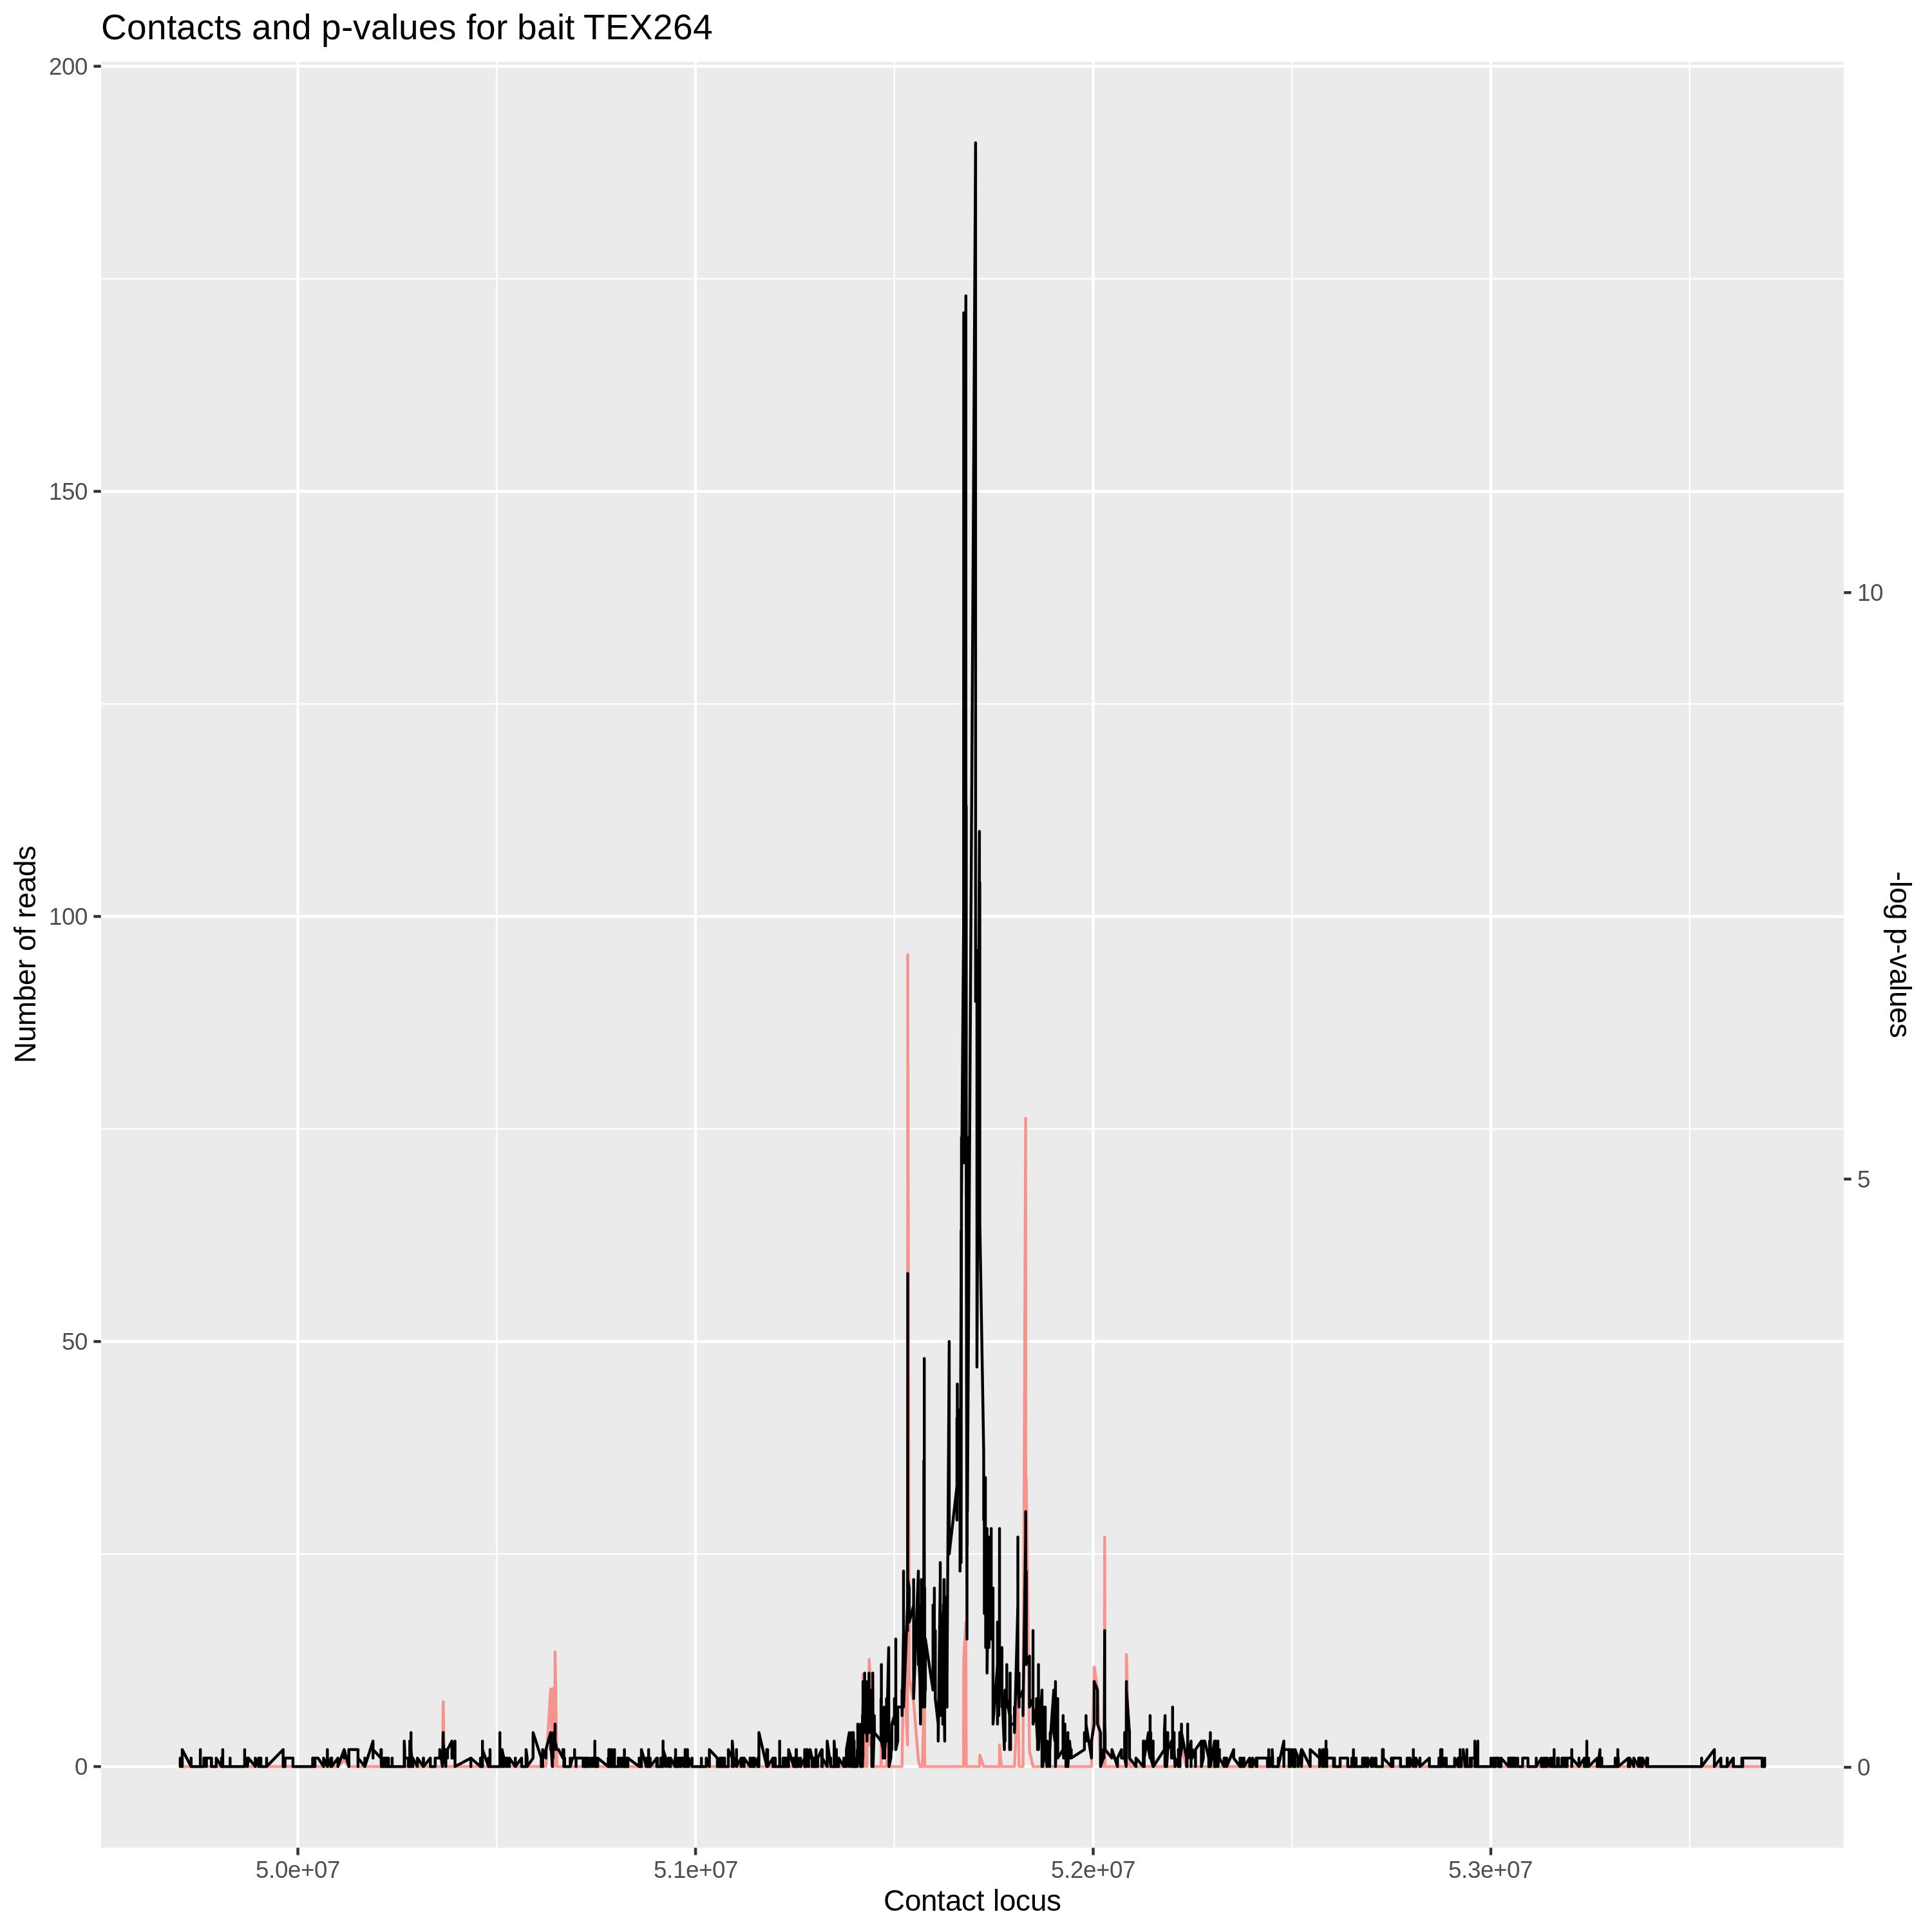 Contacts and p-values for bait TEX264
200
150
100
50
0
Number of reads
10
5
0
-log p-values
5.0e+07
5.1e+07
5.2e+07
5.3e+07
Contact locus